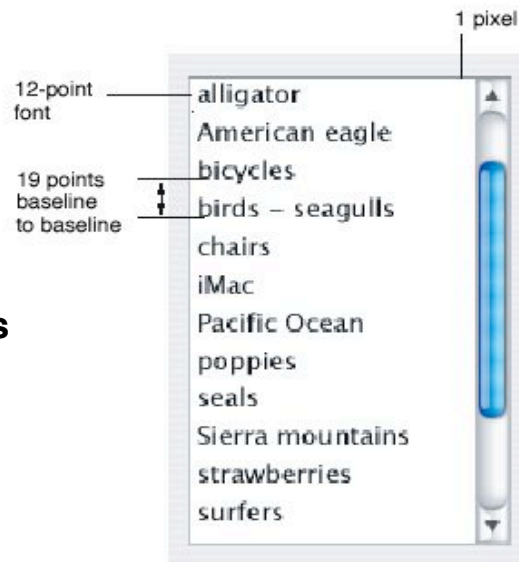 1 pixel
12-point
font
19 points
baseline
to baseline
s
alligator
American eagle
bicycles
birds – seagulls
chairs
iMac
Pacific Ocean
poppies
seals
Sierra mountains
strawberries
surfers